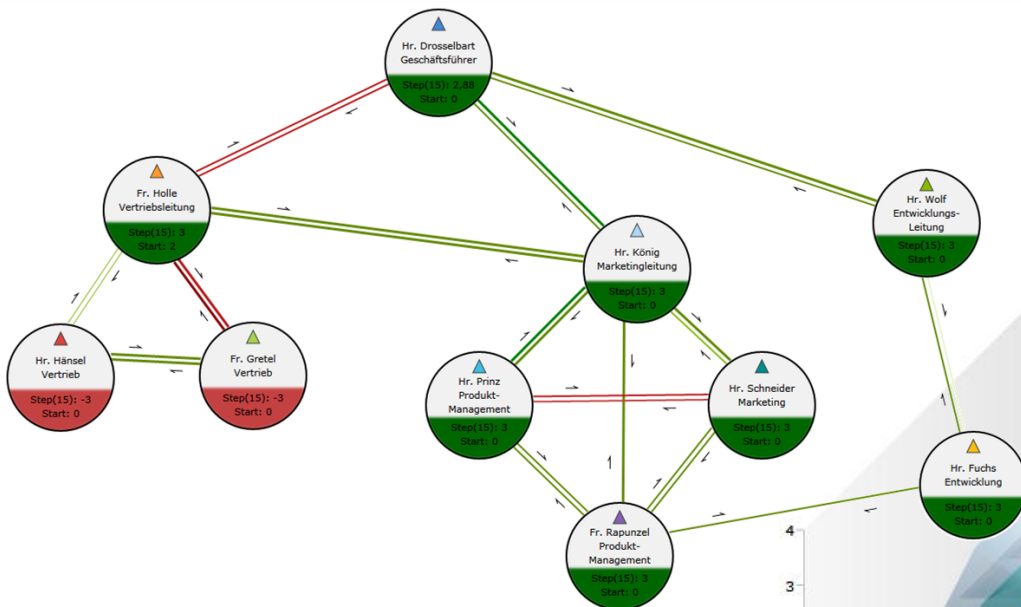 Hr. Drosselbart
Geschäftsführer
Step(15): 2,88
Start: 0
Fr. Holle
Vertriebsleitung
Step(15): 3
Start: 2
Hr. Wolf
Entwicklungs-
Leitung
Step(15): 3
Start: 0
Hr. König
Marketingleitung
Step(15): 3
Start: 0
Hr. Hänsel
Vertrieb
Step(15): -3
Start: 0
Fr. Gretel
Vertrieb
Step(15): -3
Start: 0
Hr. Prinz
Produkt-
Management
Step(15): 3
Start: 0
Hr. Schneider
Marketing
Step(15): 3
Start: 0
Hr. Fuchs
Entwicklung
Step(15): 3
Start: 0
Fr. Rapunzel
Produkt-
Management
Step(15): 3
Start: 0
4
3